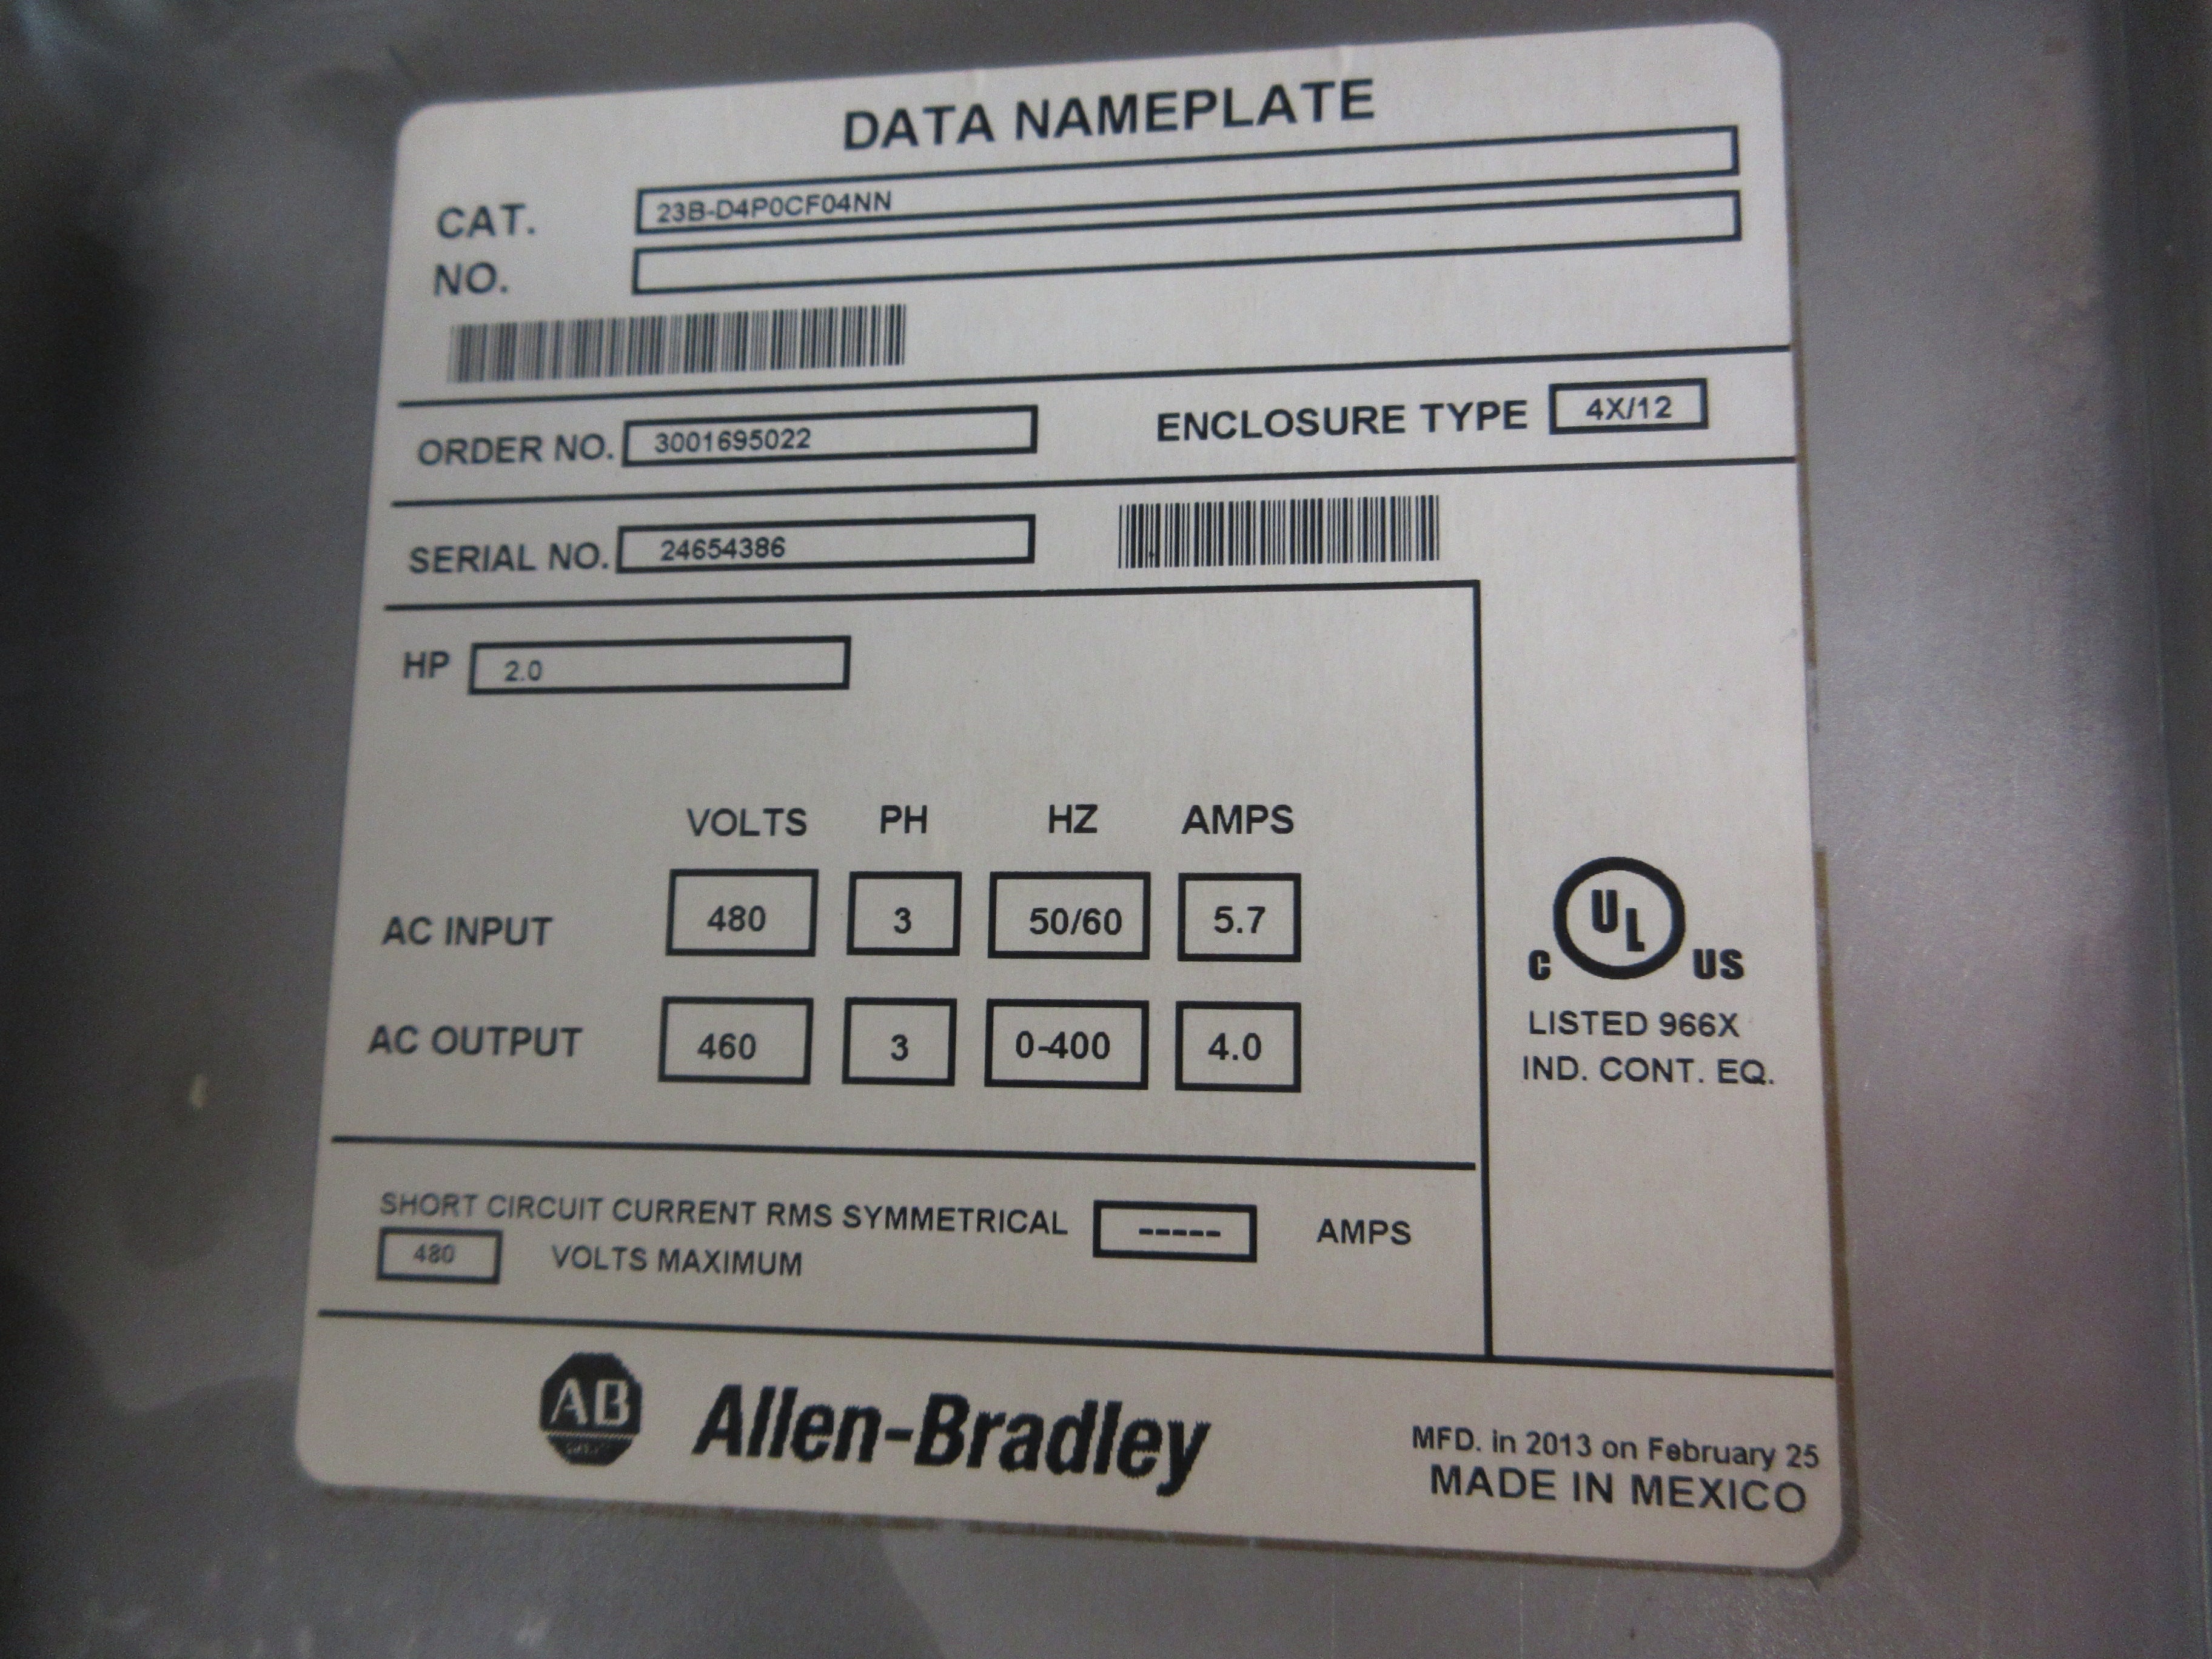 DATA NAMEPLATE
CAT. 23B-D4P0CF04NN
NO.
ORDER NO. 3001695022 ENCLOSURE TYPE 4X/12
SERIAL NO. 24654386
HP 2.0
VOLTS PH HZ AMPS
AC INPUT 480 3 50/60 5.7
AC OUTPUT 460 3 0-400 4.0
C UL US
LISTED 966X
IND. CONT. EQ.
SHORT CIRCUIT CURRENT RMS SYMMETRICAL ----- AMPS
480 VOLTS MAXIMUM
AB Allen-Bradley
MFD. in 2013 on February 25
MADE IN MEXICO